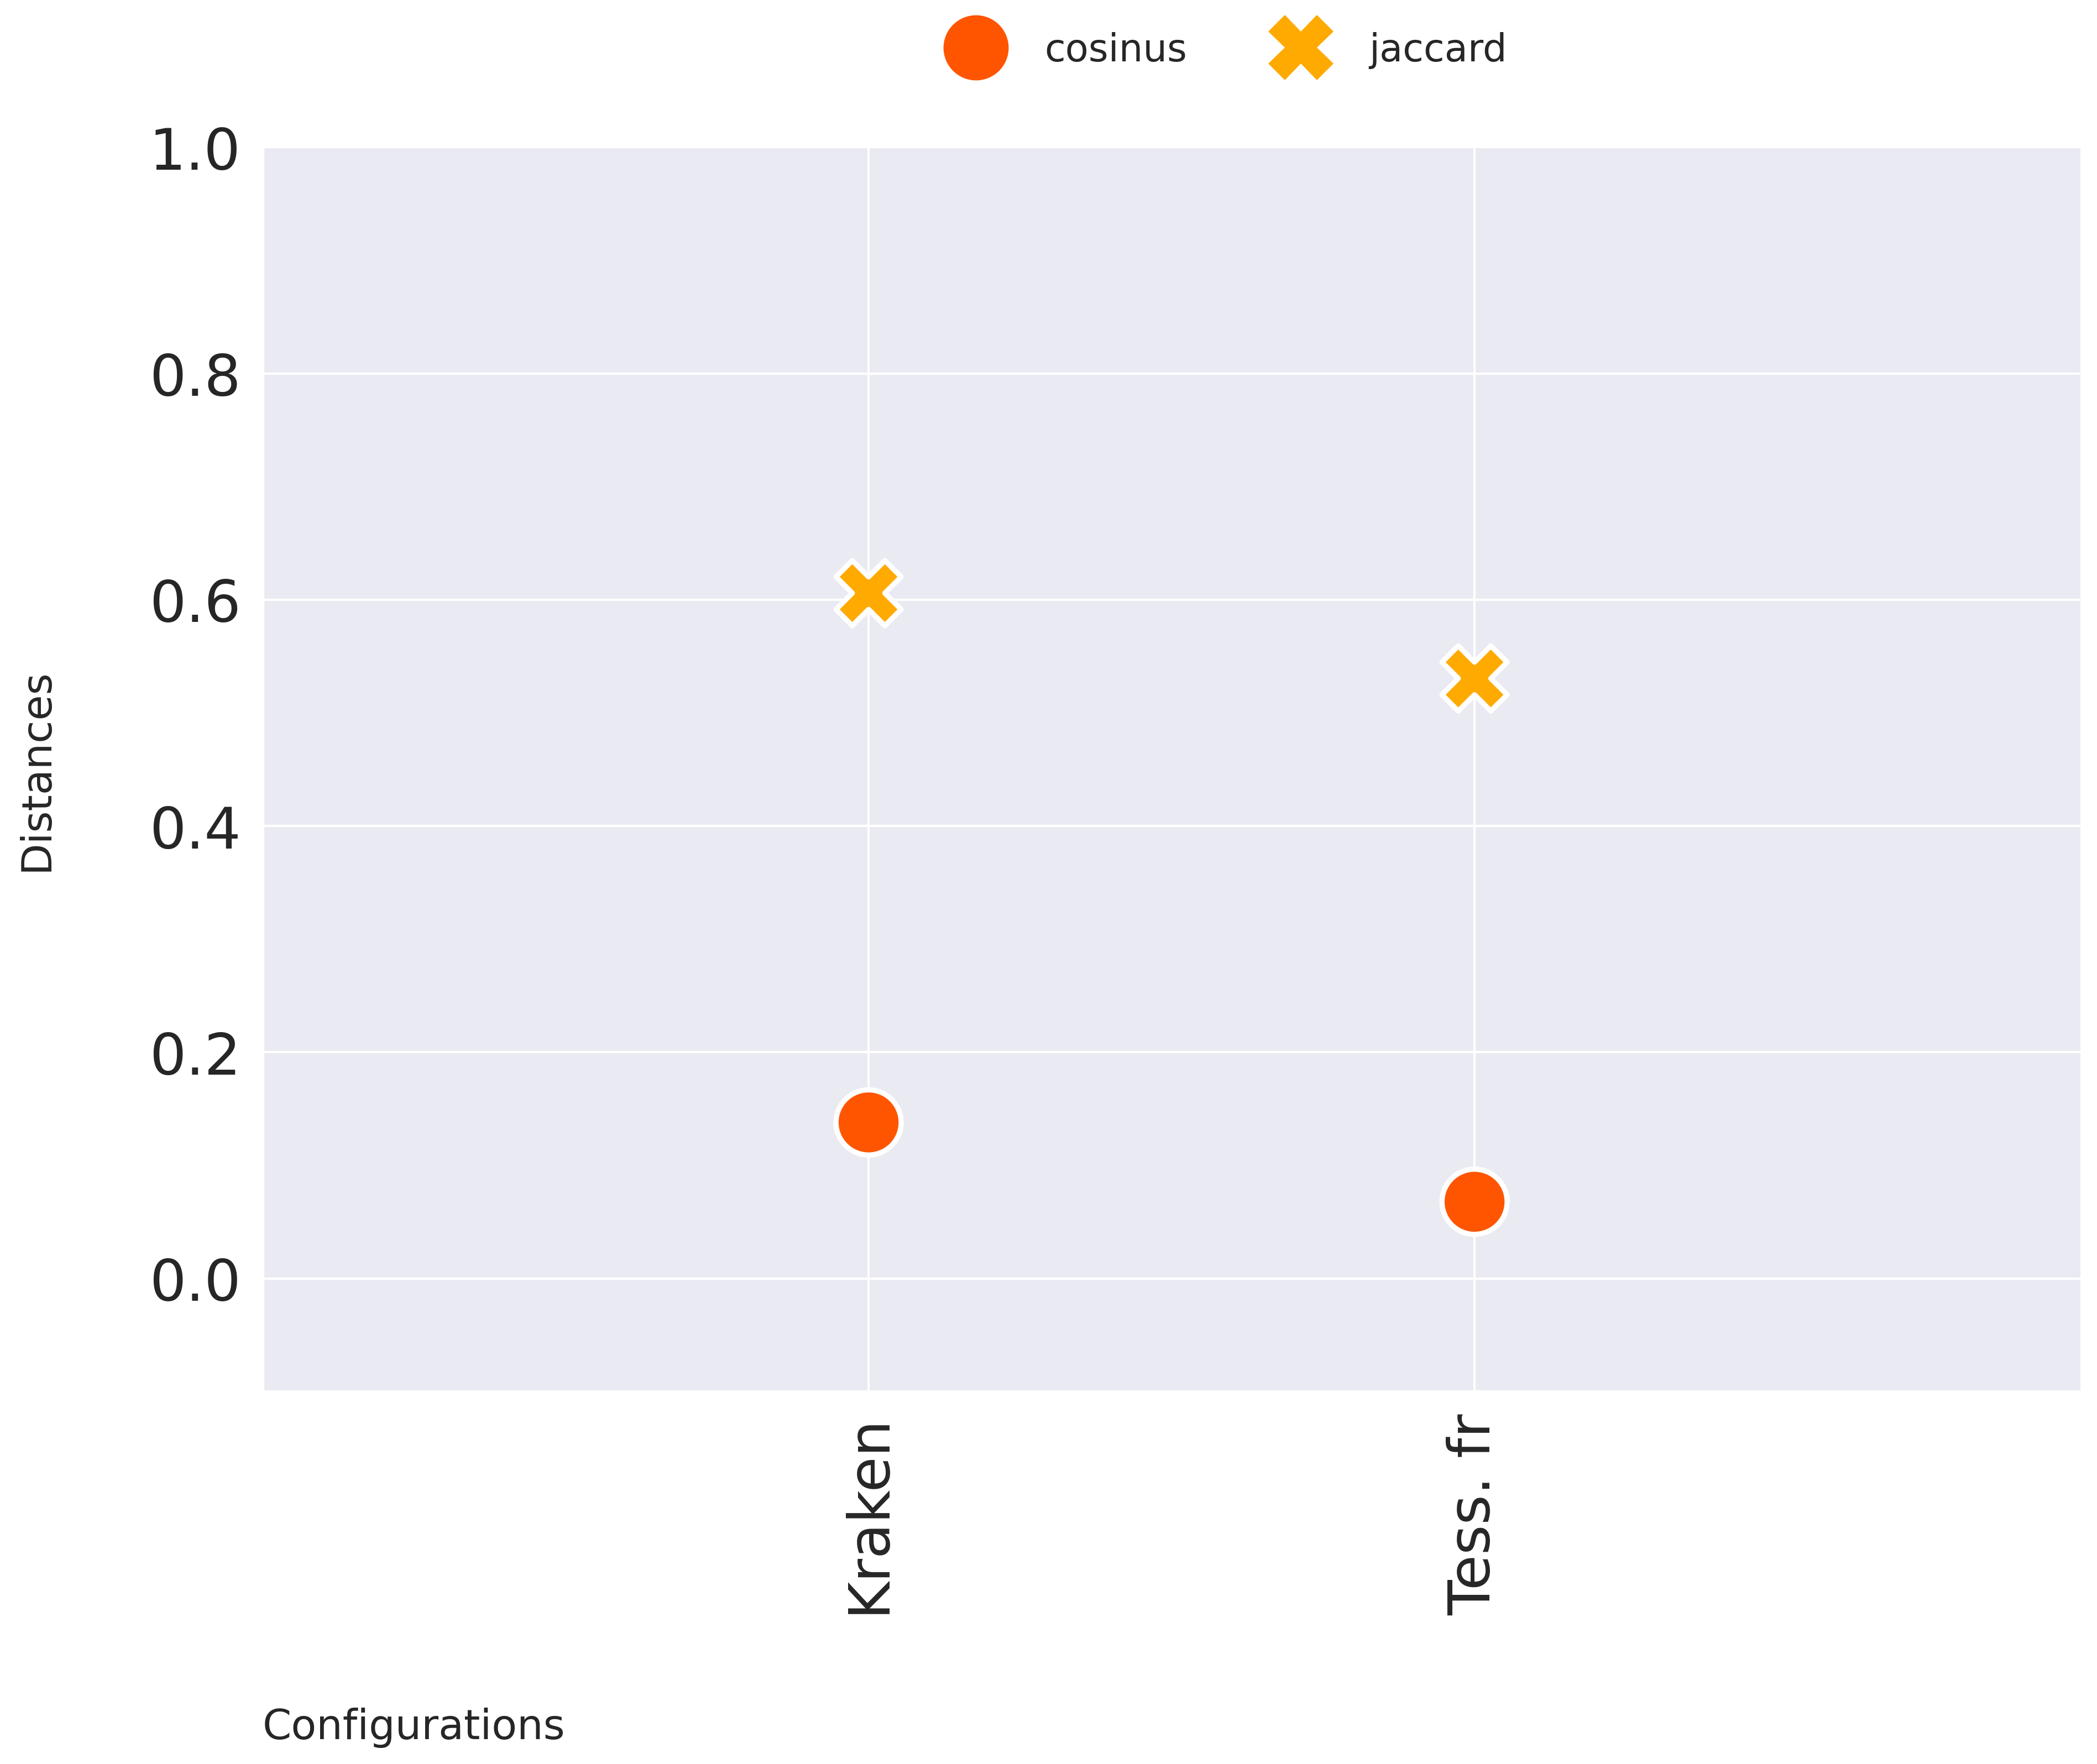 cosinus jaccard
1.0
0.8
0.6
0.4
0.2
0.0
Distances
Kraken
Tess. fr
Configurations